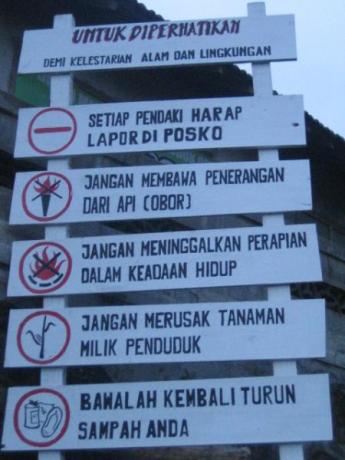 UNTUK DIPERHATIKAN
DEMI KELESTARIAN ALAM DAN LINGKUNGAN
SETIAP PENDAKI HARAP
LAPOR DI POSKO
JANGAN MEMBAWA PENERANGAN
DARI API (OBOR)
JANGAN MENINGGALKAN PERAPIAN
DALAM KEADAAN HIDUP
JANGAN MERUSAK TANAMAN
MILIK PENDUDUK
BAWALAH KEMBALI TURUN
SAMPAH ANDA